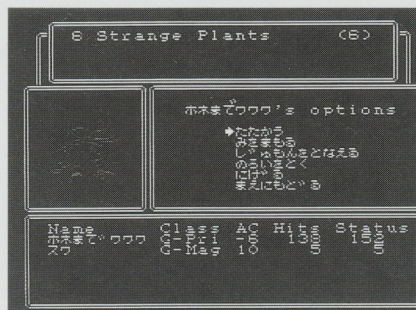 6 Strange Plants (6)
ホネまでワワワ's options
➔たたかう
みをまもる
じゅもんをとなえる
のろいをとく
にげる
まえにもどる
Name Class AC Hits Status
ホネまでワワワ G-Pri -8 138 152
スワ G-Mag 10 5 5